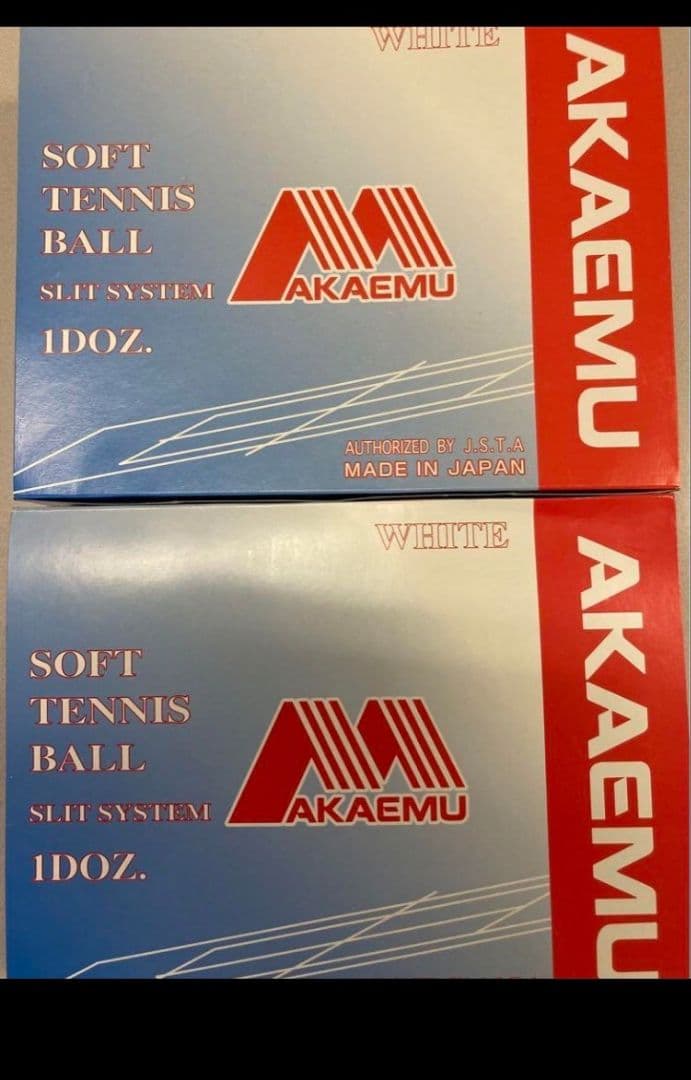 WHITE
SOFT
TENNIS
BALL
SLIT SYSTEM
1DOZ.
AKAEMU
AUTHORIZED BY J.S.T.A
MADE IN JAPAN
AKAEMU
WHITE
SOFT
TENNIS
BALL
SLIT SYSTEM
1DOZ.
AKAEMU
AKAEMU